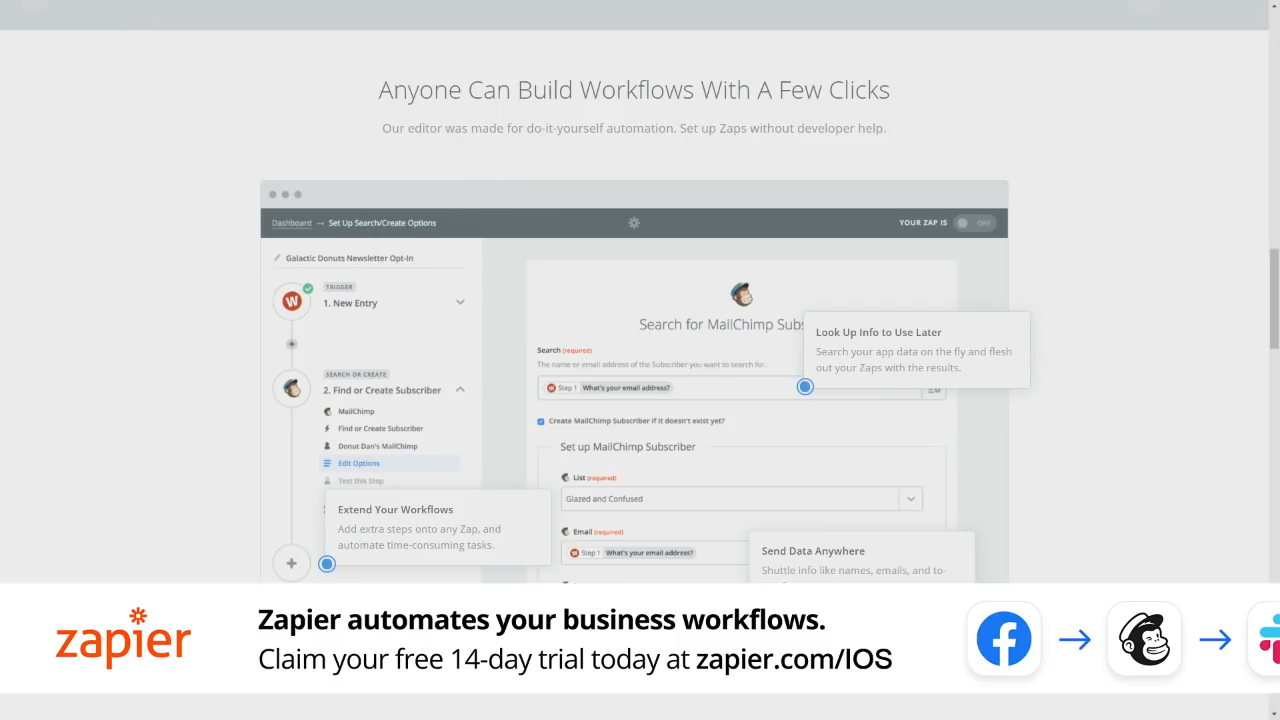 Anyone Can Build Workflows With A Few Clicks
Our editor was made for do-it-yourself automation. Set up Zaps without developer help.
Dashboard → Set Up Search/Create Options
YOUR ZAP IS
OFF
Galactic Donuts Newsletter Opt-In
TRIGGER
1. New Entry
SEARCH OR CREATE
2. Find or Create Subscriber
MailChimp
Find or Create Subscriber
Donut Dan's MailChimp
Edit Options
Test this Step
Extend Your Workflows
Add extra steps onto any Zap, and
automate time-consuming tasks.
Search for MailChimp Subs
Search (required)
The name or email address of the Subscriber you want to search for.
Step 1 What's your email address?
Look Up Info to Use Later
Search your app data on the fly and flesh
out your Zaps with the results.
Create MailChimp Subscriber if it doesn't exist yet?
Set up MailChimp Subscriber
List (required)
Glazed and Confused
Email (required)
Step 1 What's your email address?
Send Data Anywhere
Shuttle info like names, emails, and to-
zapier
Zapier automates your business workflows.
Claim your free 14-day trial today at zapier.com/IOS